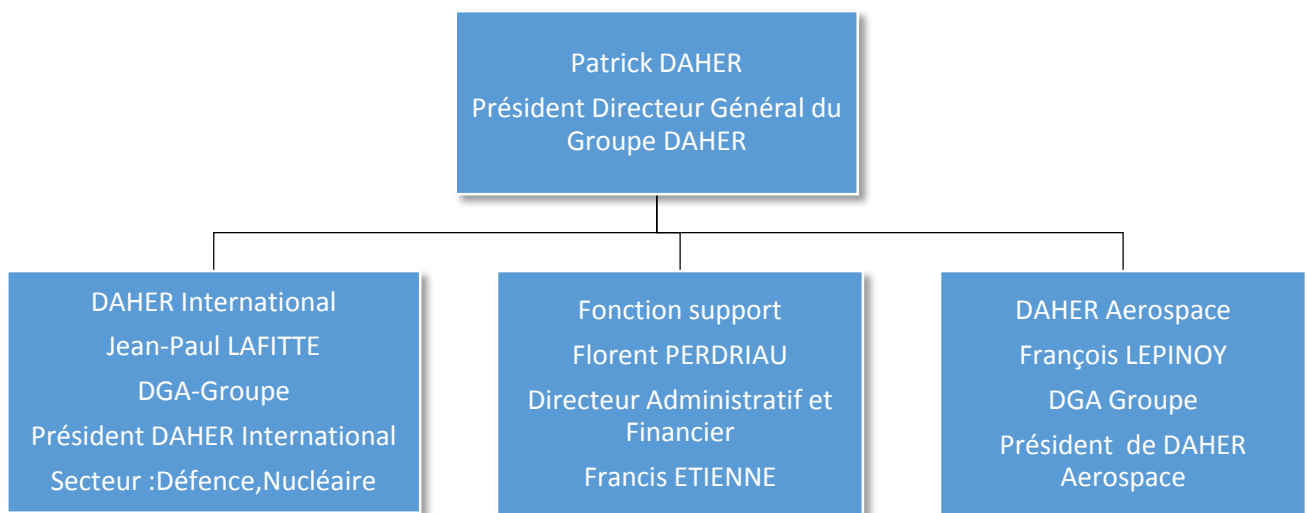 Patrick DAHER
Président Directeur Général du
Groupe DAHER
DAHER International
Jean-Paul LAFITTE
DGA-Groupe
Président DAHER International
Secteur :Défence,Nucléaire
Fonction support
Florent PERDRIAU
Directeur Administratif et
Financier
Francis ETIENNE
DAHER Aerospace
François LEPINOY
DGA Groupe
Président de DAHER
Aerospace